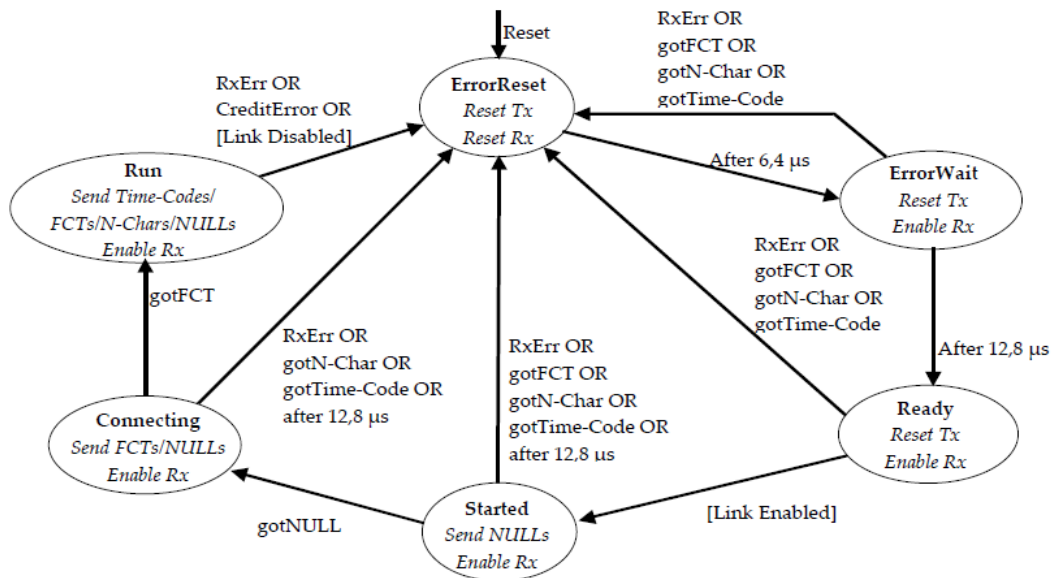 Reset
RxErr OR
gotFCT OR
gotN-Char OR
gotTime-Code
ErrorReset
Reset Tx
Reset Rx
RxErr OR
CreditError OR
[Link Disabled]
After 6,4 µs
Run
Send Time-Codes/
FCTs/N-Chars/NULLs
Enable Rx
ErrorWait
Reset Tx
Enable Rx
RxErr OR
gotFCT OR
gotN-Char OR
gotTime-Code
gotFCT
RxErr OR
gotN-Char OR
gotTime-Code OR
after 12,8 µs
RxErr OR
gotFCT OR
gotN-Char OR
gotTime-Code OR
after 12,8 µs
After 12,8 µs
Connecting
Send FCTs/NULLs
Enable Rx
Ready
Reset Tx
Enable Rx
gotNULL
Started
Send NULLs
Enable Rx
[Link Enabled]